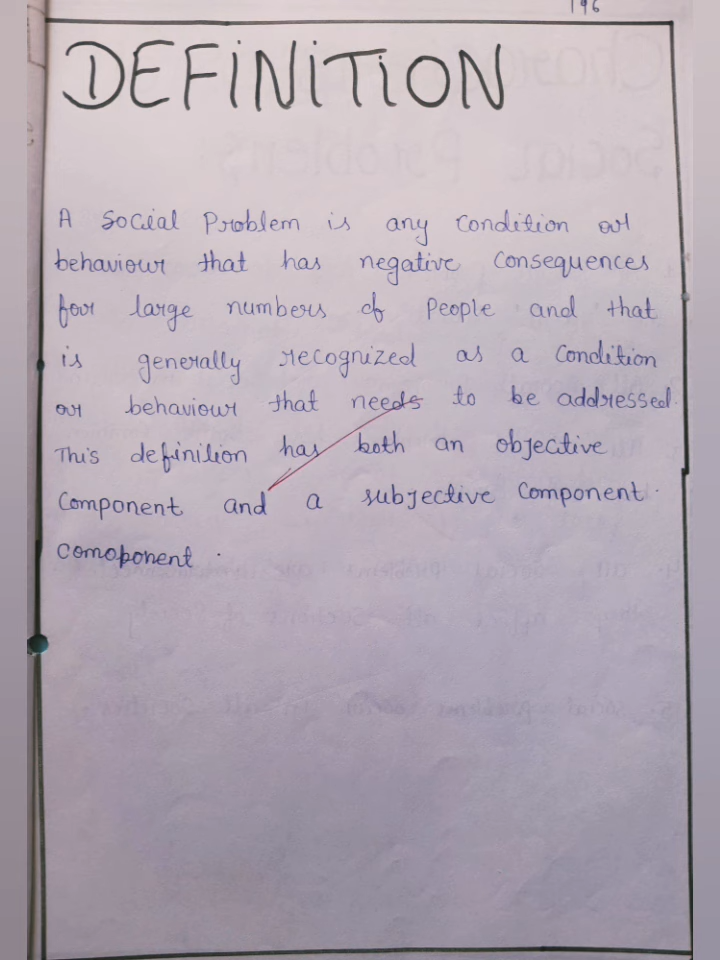 196
DEFINITION
A Social Problem is any Condition or
behaviour that has negative Consequences
for large numbers of People and that
is generally recognized as a Condition
or behaviour that needs to be addressed.
This definition has both an objective
Component and a subjective Component.
Comoponent.